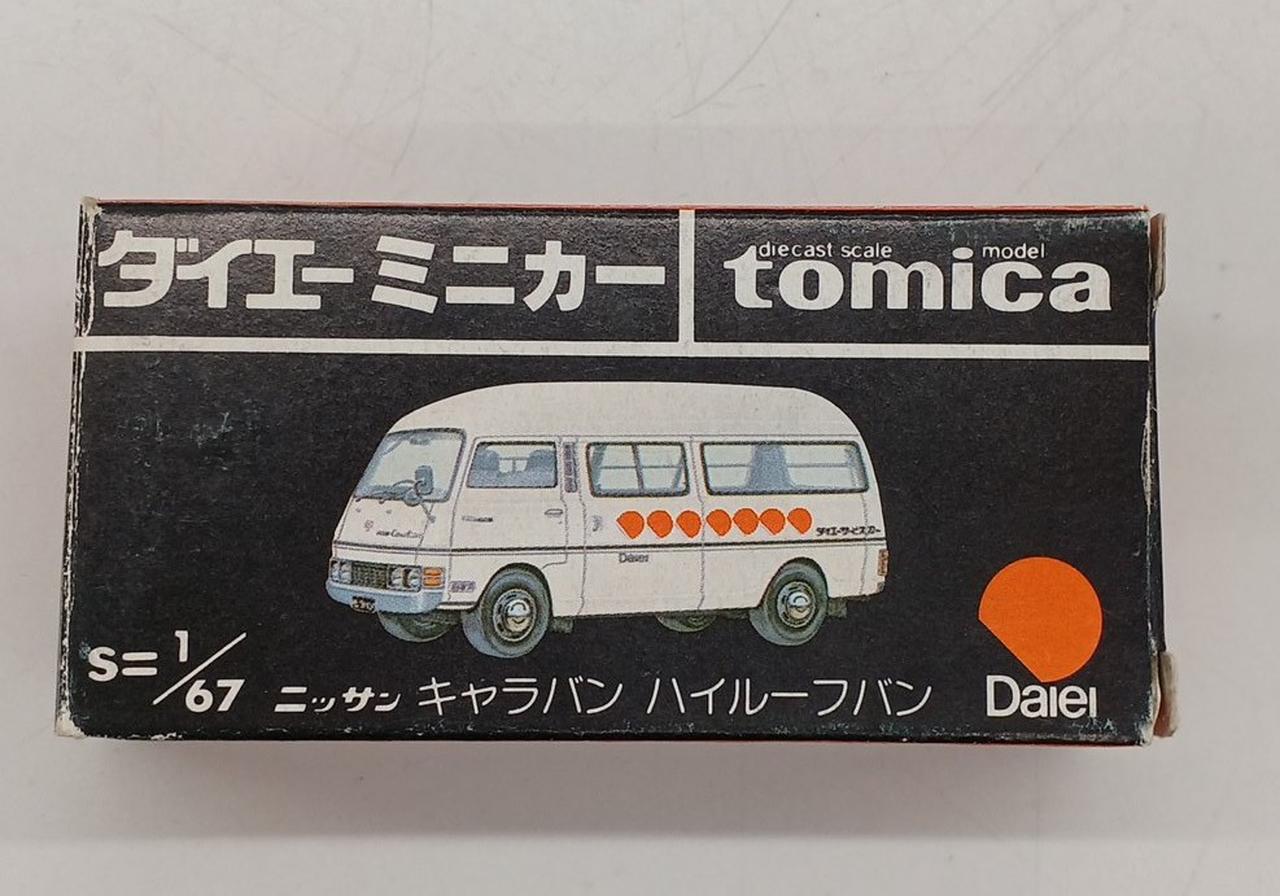 ダイエーミニカー
diecast scale model
tomica
ダイエーサービスカー
Daiei
S=1/67
ニッサン キャラバン ハイルーフバン
Daiei